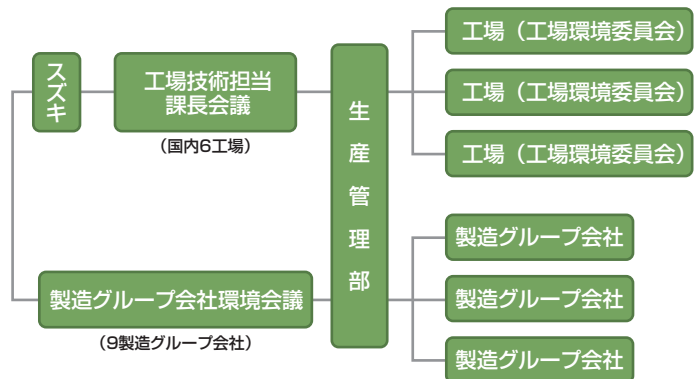 スズキ
工場技術担当
課長会議
(国内6工場)
製造グループ会社環境会議
(9製造グループ会社)
生産管理部
工場（工場環境委員会）
工場（工場環境委員会）
工場（工場環境委員会）
製造グループ会社
製造グループ会社
製造グループ会社